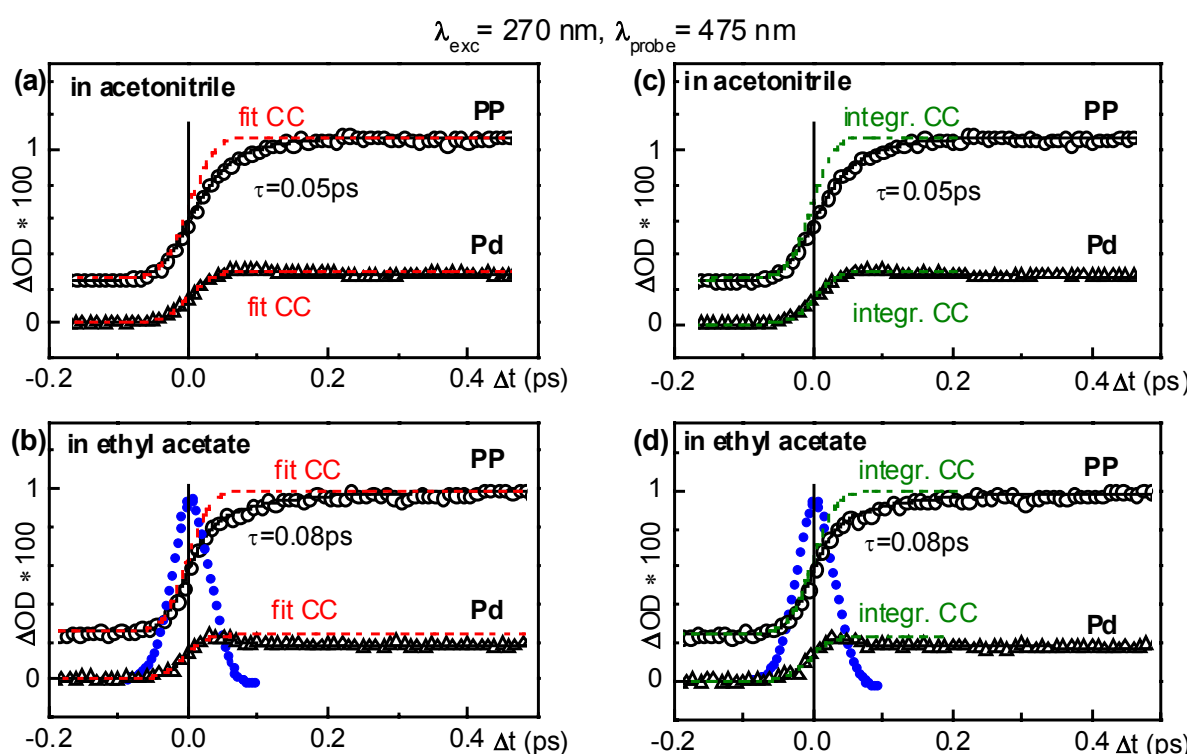 λexc= 270 nm, λprobe= 475 nm
(a) in acetonitrile
fit CC
PP
τ=0.05ps
Pd
fit CC
1
0
ΔOD * 100
-0.2 0.0 0.2 0.4 Δt (ps)
(c) in acetonitrile
integr. CC
PP
τ=0.05ps
Pd
integr. CC
1
0
ΔOD * 100
-0.2 0.0 0.2 0.4 Δt (ps)
(b) in ethyl acetate
fit CC
PP
τ=0.08ps
fit CC
Pd
1
0
ΔOD * 100
-0.2 0.0 0.2 0.4 Δt (ps)
(d) in ethyl acetate
integr. CC
PP
τ=0.08ps
integr. CC
Pd
1
0
ΔOD * 100
-0.2 0.0 0.2 0.4 Δt (ps)